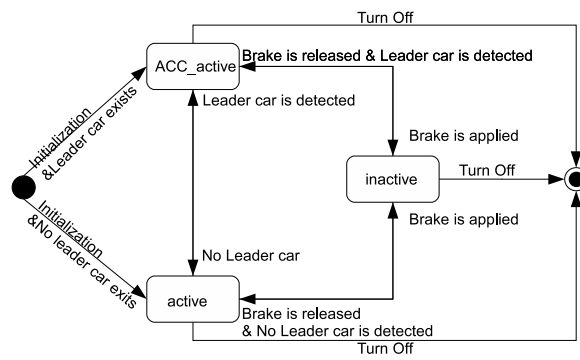 Turn Off
ACC_active
Brake is released & Leader car is detected
Leader car is detected
Initialization
&Leader car exists
Brake is applied
Turn Off
inactive
Brake is applied
Initialization
&No leader car exits
No Leader car
active
Brake is released
& No Leader car is detected
Turn Off